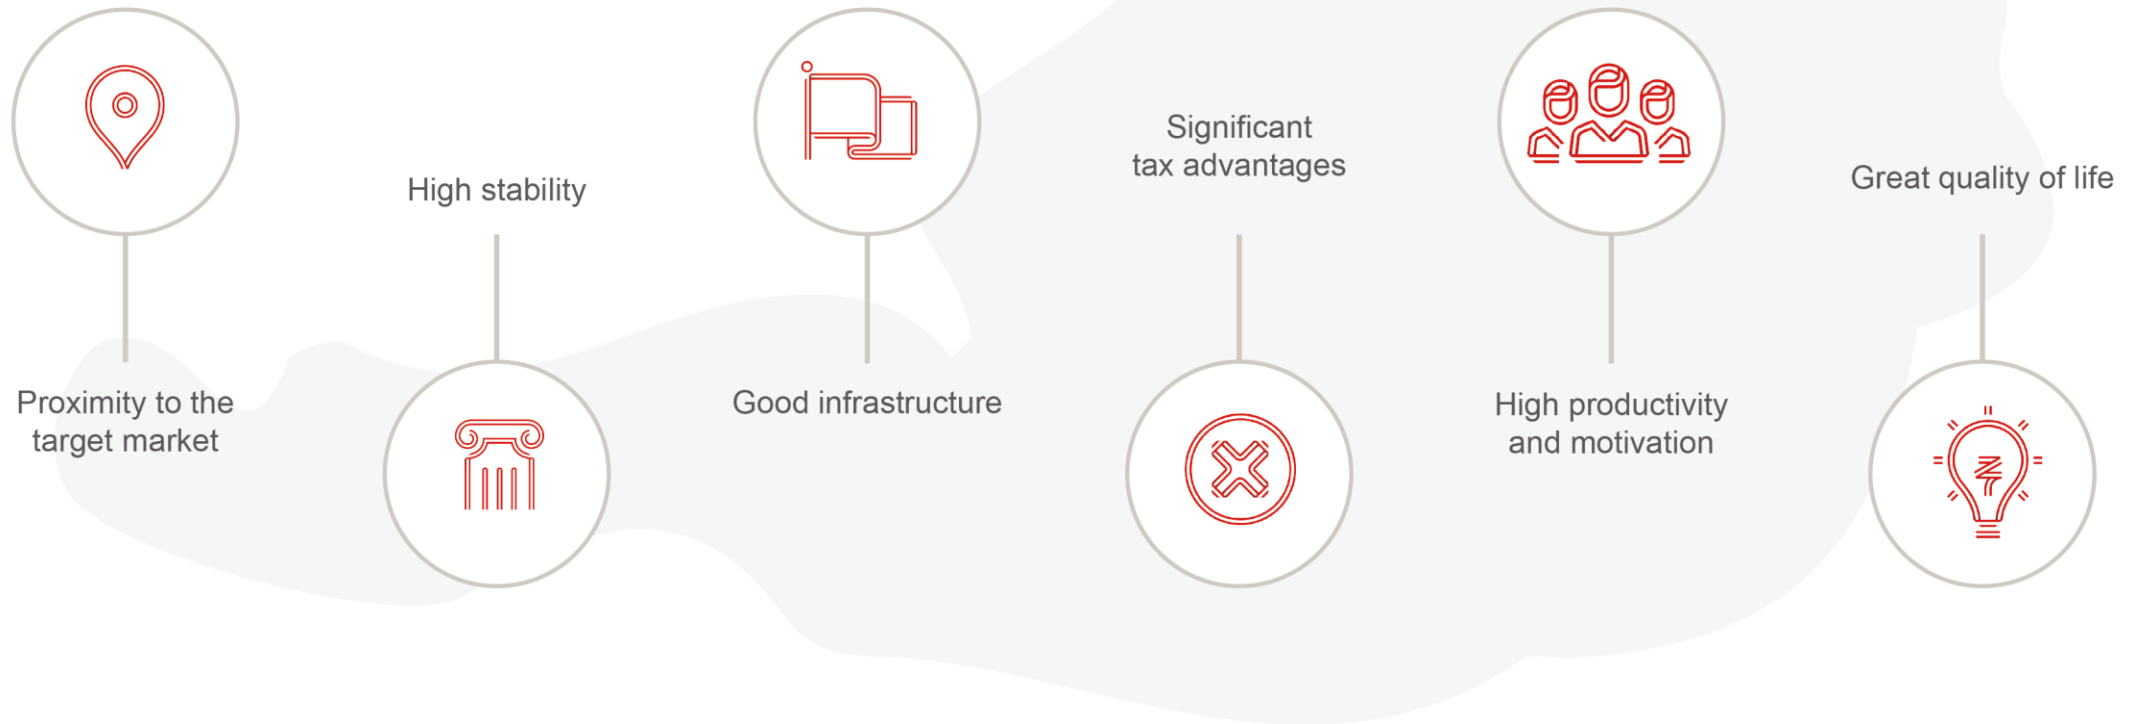 Proximity to the
target market
High stability
Good infrastructure
Significant
tax advantages
High productivity
and motivation
Great quality of life